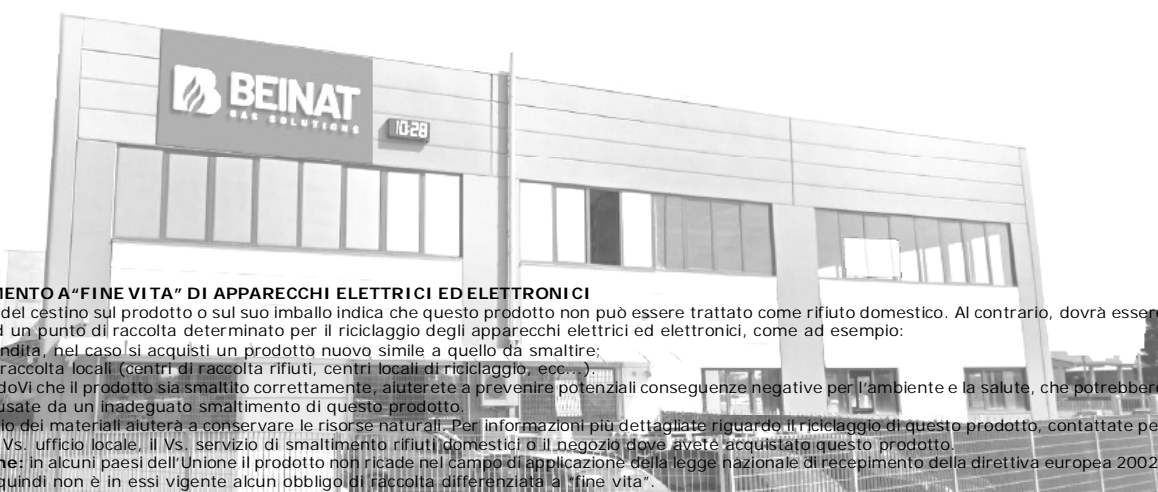 BEINAT
GAS SOLUTIONS
10:28
MENTO A “FINE VITA” DI APPARECCHI ELETTRICI ED ELETTRONICI
del cestino sul prodotto o sul suo imballo indica che questo prodotto non può essere trattato come rifiuto domestico. Al contrario, dovrà essere
d un punto di raccolta determinato per il riciclaggio degli apparecchi elettrici ed elettronici, come ad esempio:
ndita, nel caso si acquisti un prodotto nuovo simile a quello da smaltire;
raccolta locali (centri di raccolta rifiuti, centri locali di riciclaggio, ecc...).
doVi che il prodotto sia smaltito correttamente, aiuterete a prevenire potenziali conseguenze negative per l’ambiente e la salute, che potrebbero
usate da un inadeguato smaltimento di questo prodotto.
io dei materiali aiuterà a conservare le risorse naturali. Per informazioni più dettagliate riguardo il riciclaggio di questo prodotto, contattate pe
Vs. ufficio locale, il Vs. servizio di smaltimento rifiuti domestici o il negozio dove avete acquistato questo prodotto.
ne: in alcuni paesi dell’Unione il prodotto non ricade nel campo di applicazione della legge nazionale di recepimento della direttiva europea 2002
quindi non è in essi vigente alcun obbligo di raccolta differenziata a “fine vita”.